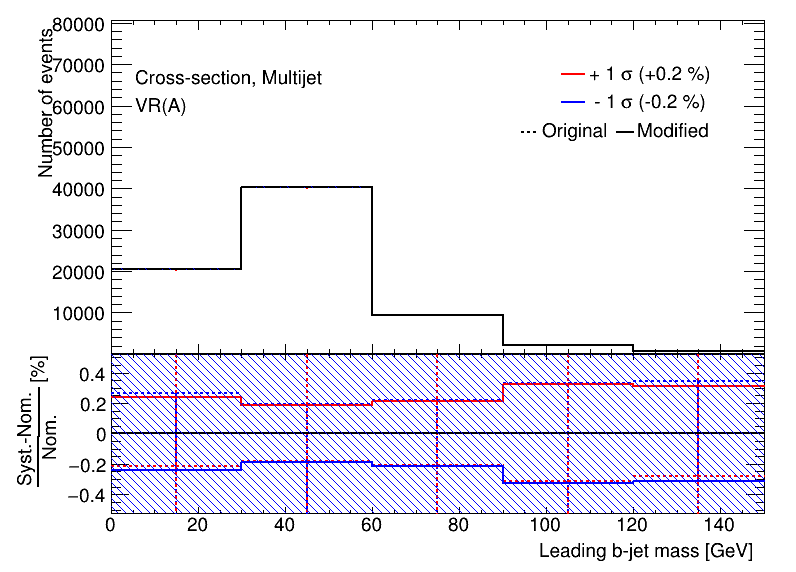 80000
70000
60000
50000
40000
30000
20000
10000
Number of events
Cross-section, Multijet
VR(A)
+ 1 σ (+0.2 %)
- 1 σ (-0.2 %)
Original
Modified
0.4
0.2
0
−0.2
−0.4
Syst.-Nom.
Nom.
[%]
0 20 40 60 80 100 120 140
Leading b-jet mass [GeV]